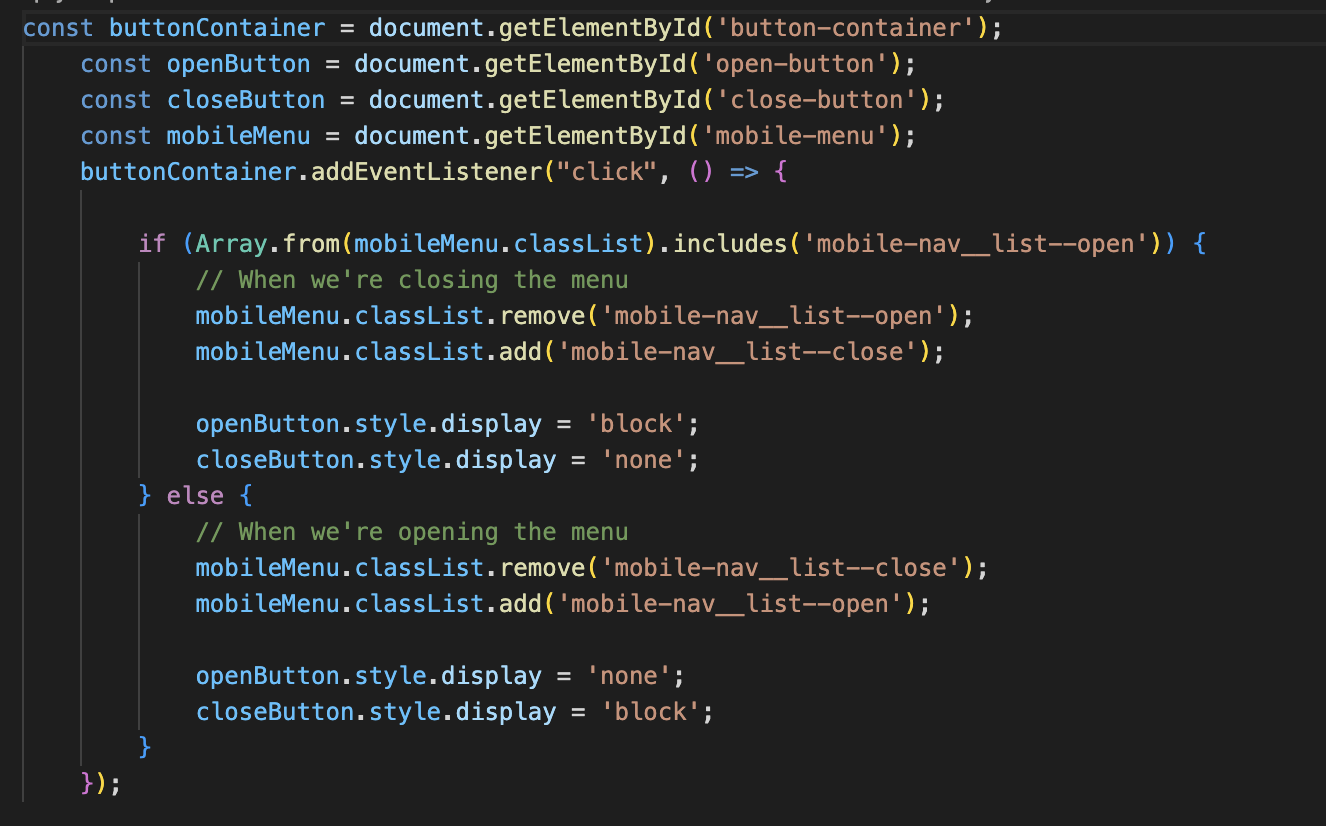 const buttonContainer = document.getElementById('button-container');
const openButton = document.getElementById('open-button');
const closeButton = document.getElementById('close-button');
const mobileMenu = document.getElementById('mobile-menu');
buttonContainer.addEventListener("click", () => {
if (Array.from(mobileMenu.classList).includes('mobile-nav__list--open')) {
// When we're closing the menu
mobileMenu.classList.remove('mobile-nav__list--open');
mobileMenu.classList.add('mobile-nav__list--close');
openButton.style.display = 'block';
closeButton.style.display = 'none';
} else {
// When we're opening the menu
mobileMenu.classList.remove('mobile-nav__list--close');
mobileMenu.classList.add('mobile-nav__list--open');
openButton.style.display = 'none';
closeButton.style.display = 'block';
}
});